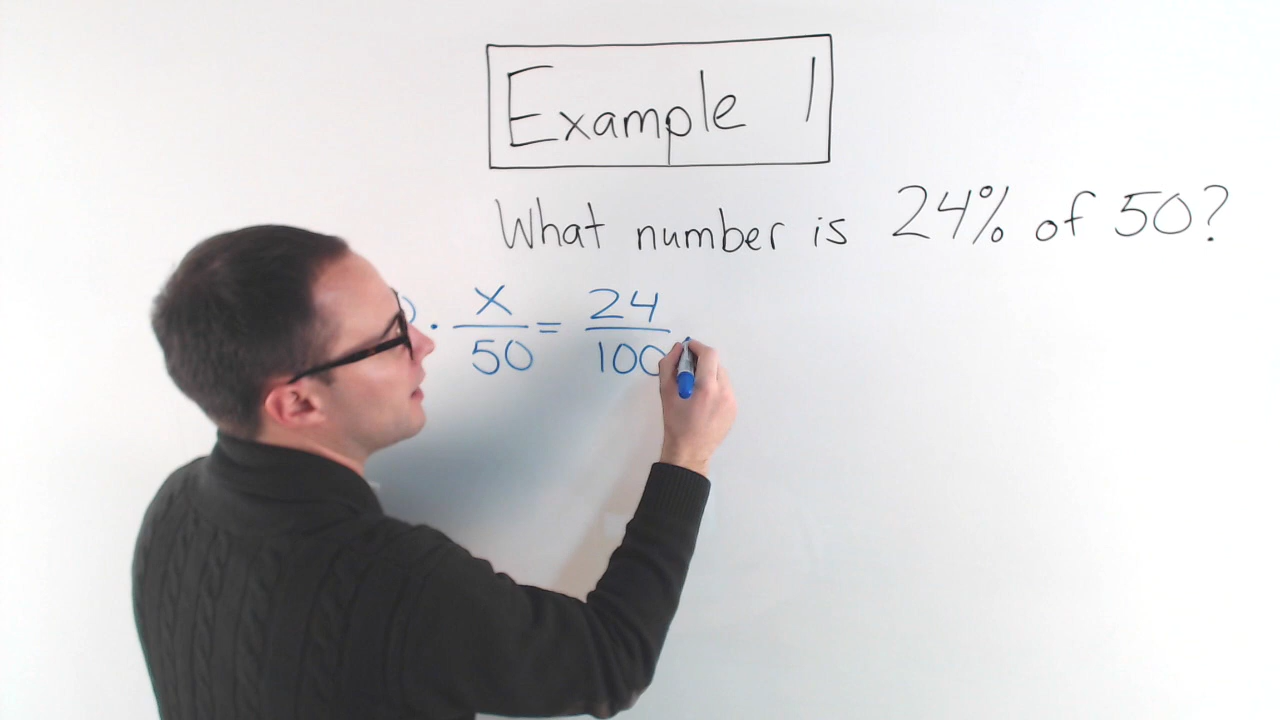 Example 1
What number is 24% of 50?
· x/50 = 24/100 ·